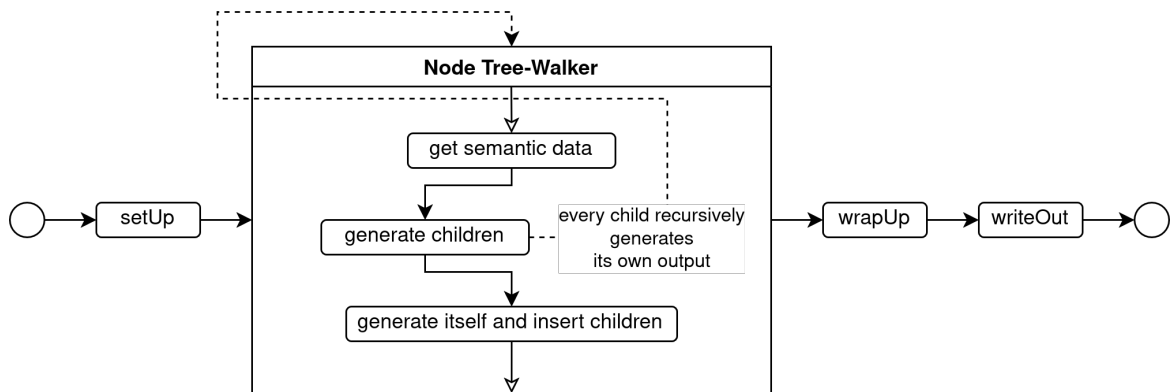 Node Tree-Walker
get semantic data
setUp
generate children
every child recursively
generates
its own output
generate itself and insert children
wrapUp
writeOut